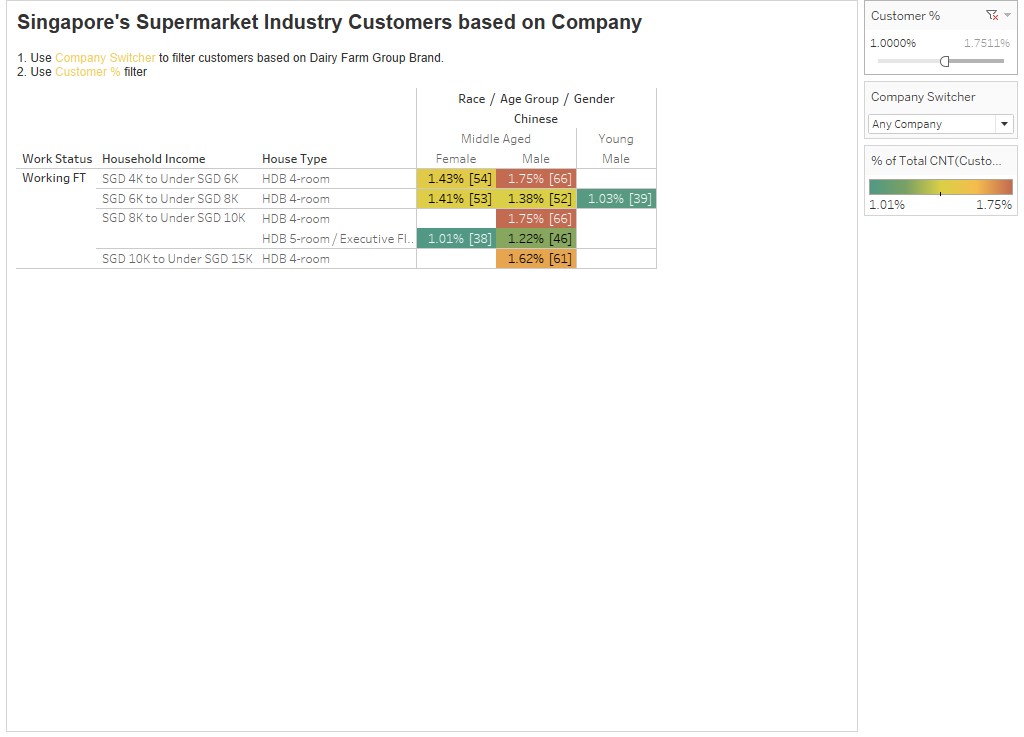 Singapore's Supermarket Industry Customers based on Company
1. Use Company Switcher to filter customers based on Dairy Farm Group Brand.
2. Use Customer % filter
Race / Age Group / Gender
Chinese
Middle Aged Young
Work Status Household Income House Type Female Male Male
Working FT SGD 4K to Under SGD 6K HDB 4-room 1.43% [54] 1.75% [66]
SGD 6K to Under SGD 8K HDB 4-room 1.41% [53] 1.38% [52] 1.03% [39]
SGD 8K to Under SGD 10K HDB 4-room 1.75% [66]
HDB 5-room / Executive Fl.. 1.01% [38] 1.22% [46]
SGD 10K to Under SGD 15K HDB 4-room 1.62% [61]
Customer %
1.0000% 1.7511%
Company Switcher
Any Company
% of Total CNT(Custo...
1.01% 1.75%